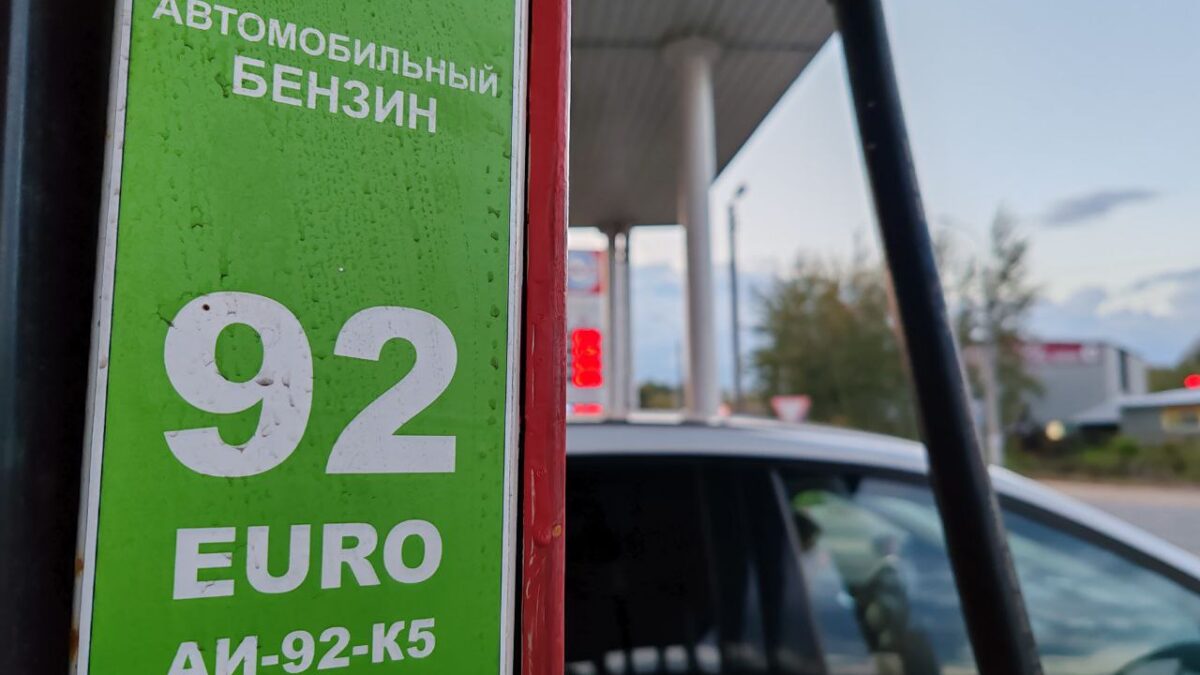 АВТОМОБИЛЬНЫЙ
БЕНЗИН
92
EURO
АИ-92-К5